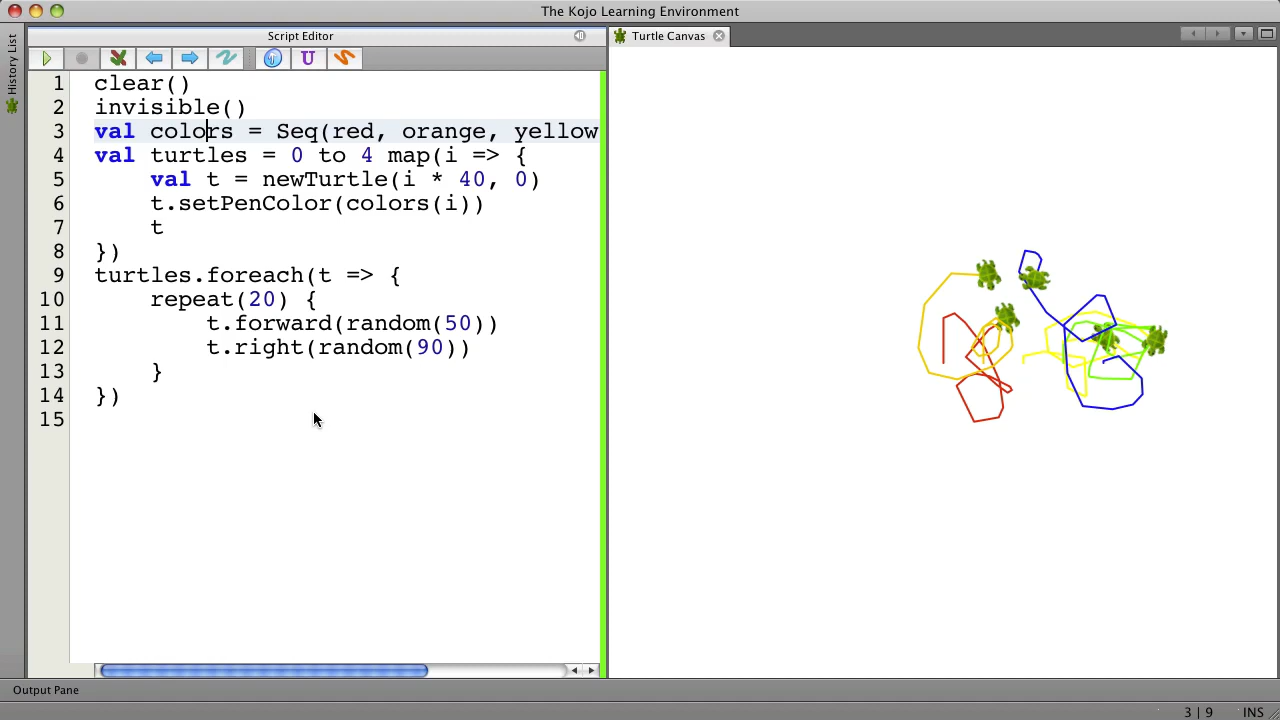 The Kojo Learning Environment
History List
Script Editor
Turtle Canvas
U
1 clear()
2 invisible()
3 val colors = Seq(red, orange, yellow
4 val turtles = 0 to 4 map(i => {
5 val t = newTurtle(i * 40, 0)
6 t.setPenColor(colors(i))
7 t
8 })
9 turtles.foreach(t => {
10 repeat(20) {
11 t.forward(random(50))
12 t.right(random(90))
13 }
14 })
15
Output Pane
3 | 9 INS